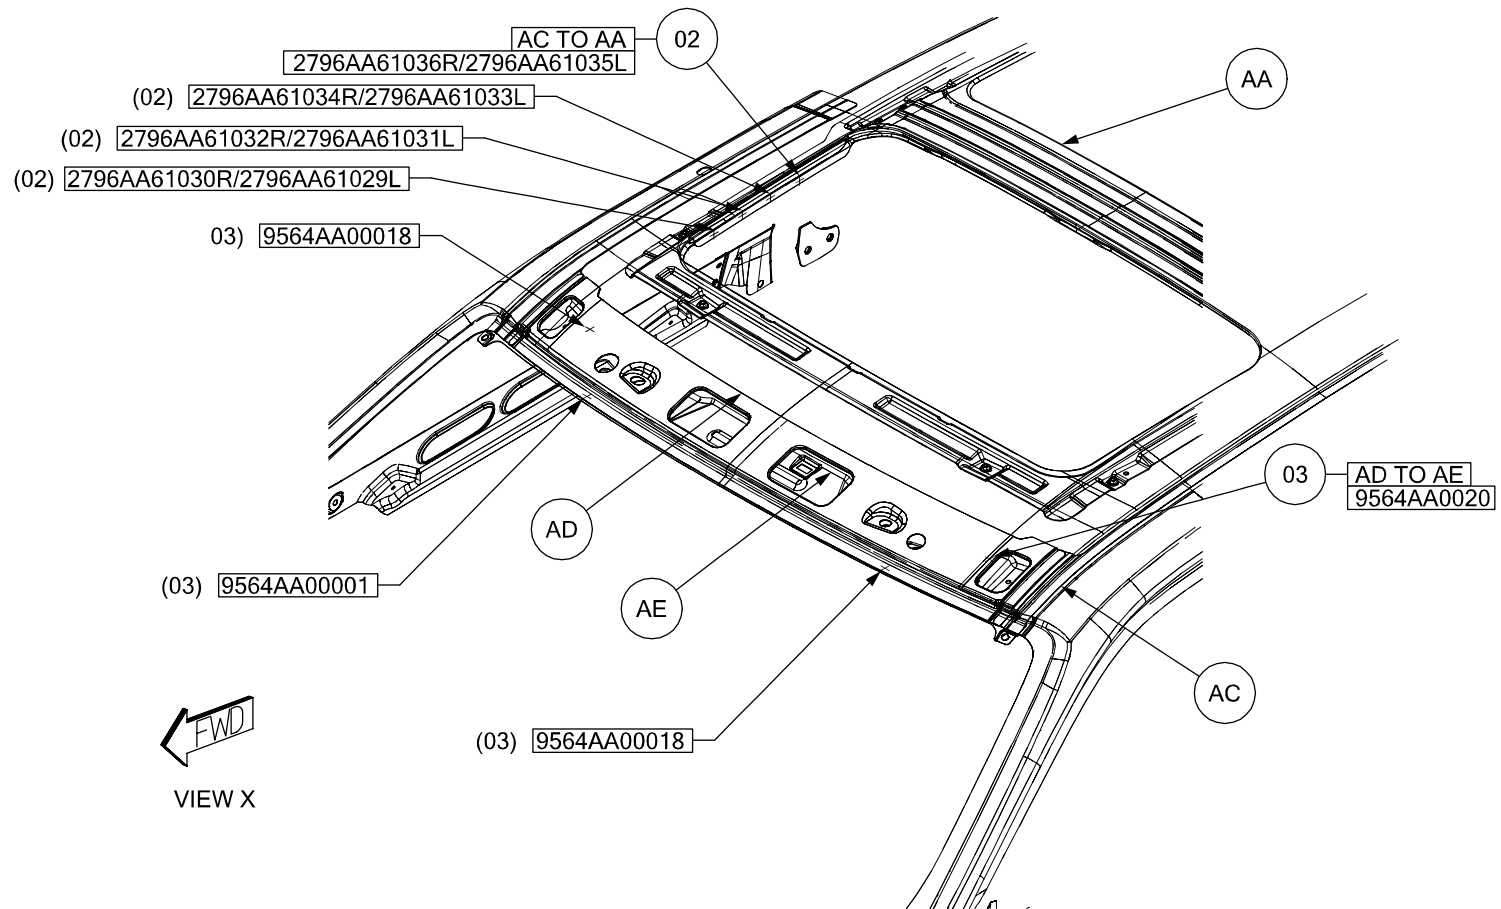 AC TO AA
02
2796AA61036R/2796AA61035L
AA
(02) 2796AA61034R/2796AA61033L
(02) 2796AA61032R/2796AA61031L
(02) 2796AA61030R/2796AA61029L
03) 9564AA00018
03
AD TO AE
9564AA0020
AD
(03) 9564AA00001
AE
AC
FWD
(03) 9564AA00018
VIEW X